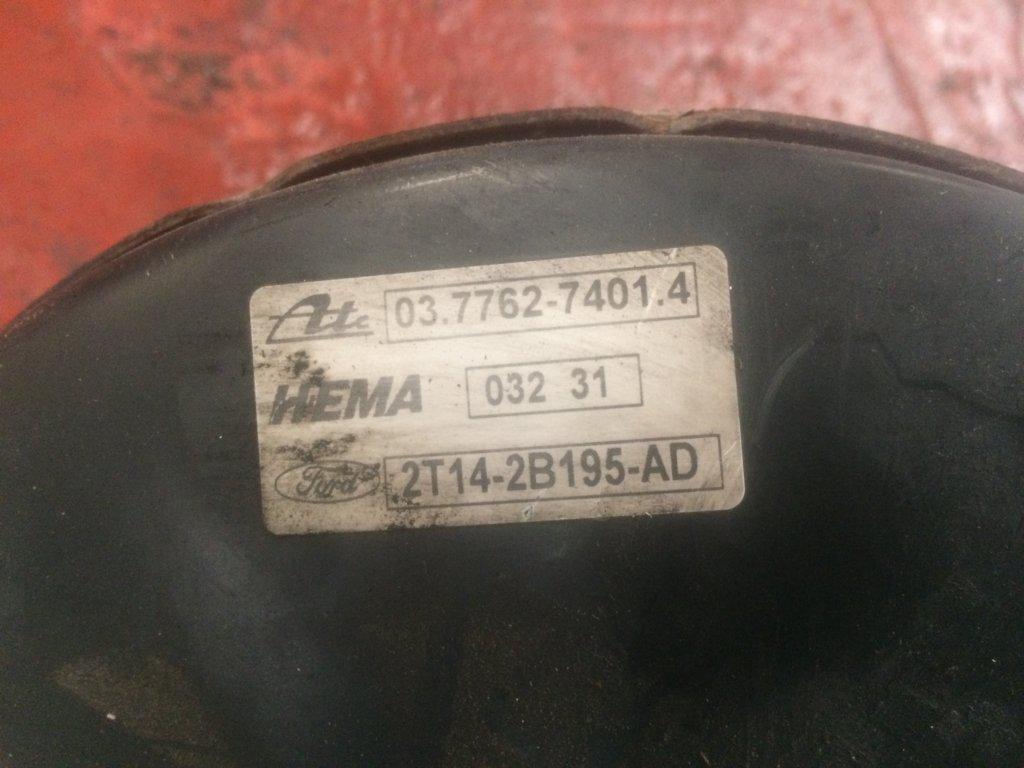 Ate 03.7762-7401.4
HEMA 032 31
Ford 2T14-2B195-AD